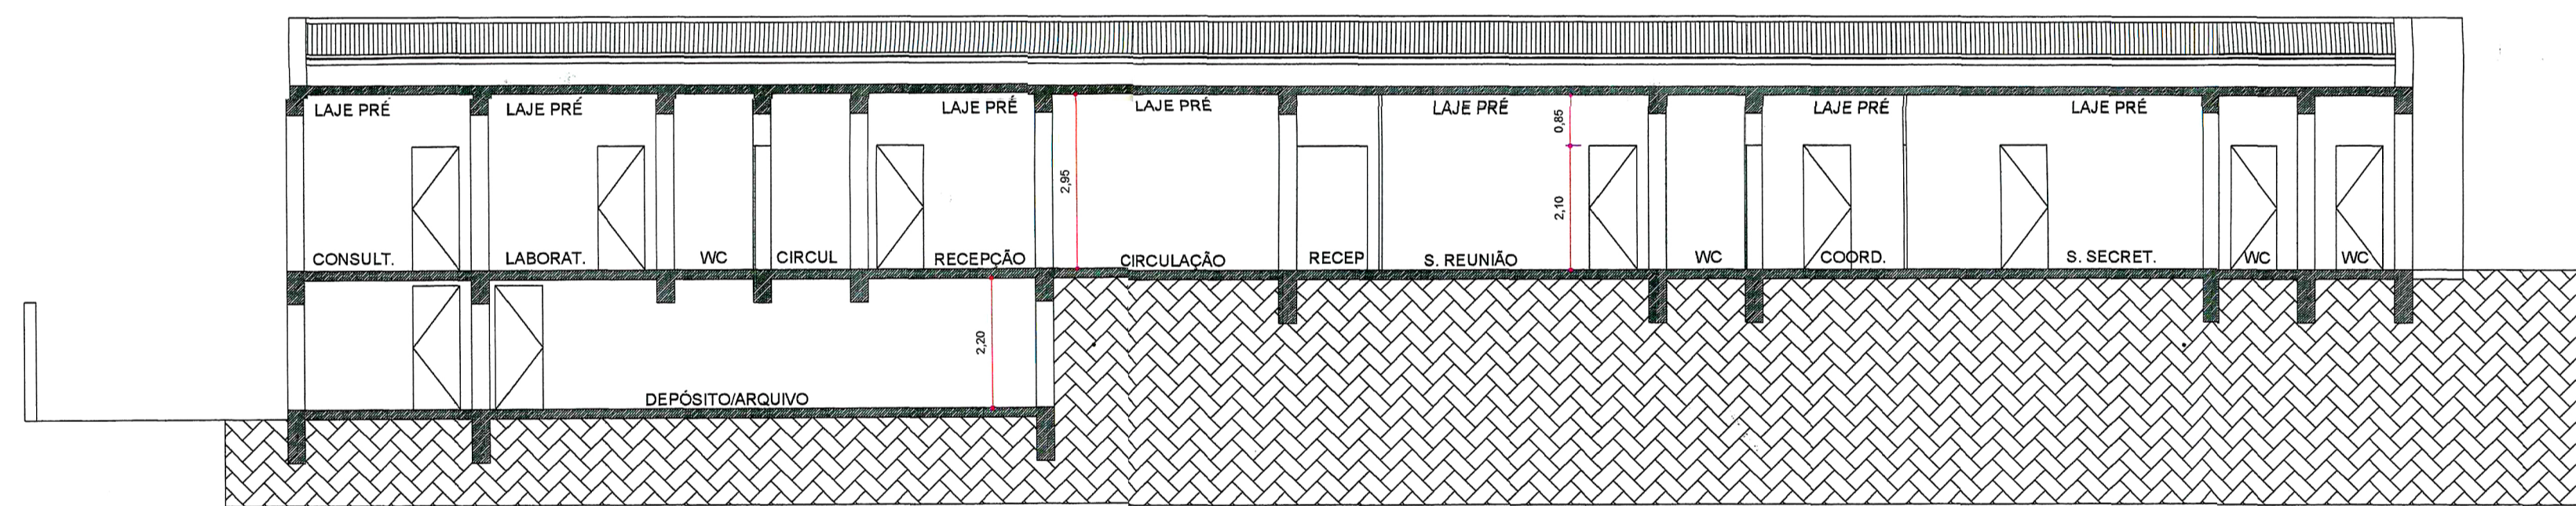 LAJE PRÉ
LAJE PRÉ
LAJE PRÉ
LAJE PRÉ
LAJE PRÉ
LAJE PRÉ
LAJE PRÉ
0,85
2,95
2,10
CONSULT.
LABORAT.
WC
CIRCUL
RECEPÇÃO
CIRCULAÇÃO
RECEP
S. REUNIÃO
WC
COORD.
S. SECRET.
WC
WC
2,20
DEPÓSITO/ARQUIVO